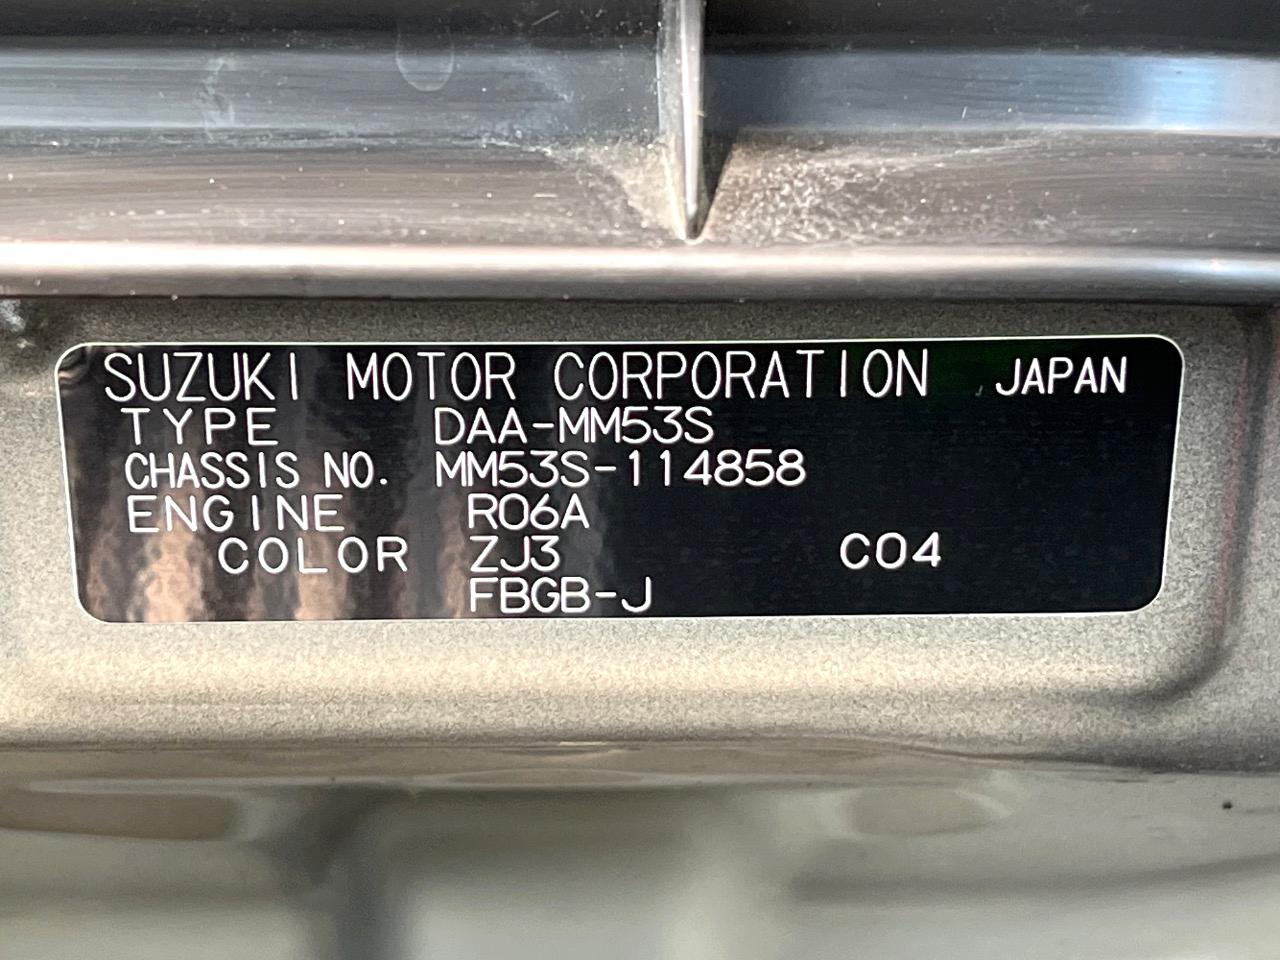 SUZUKI MOTOR CORPORATION JAPAN
TYPE DAA-MM53S
CHASSIS NO. MM53S-114858
ENGINE R06A
COLOR ZJ3 C04
FBGB-J